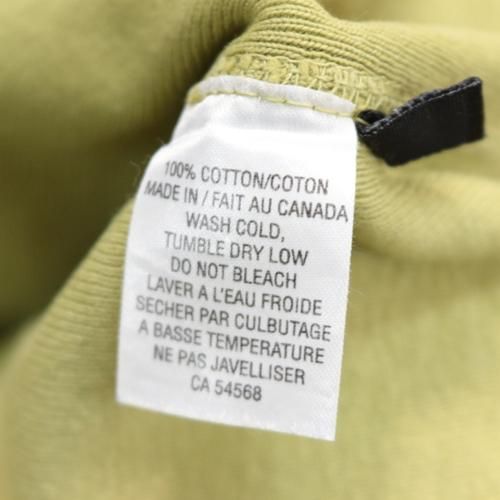 100% COTTON/COTON
MADE IN / FAIT AU CANADA
WASH COLD,
TUMBLE DRY LOW
DO NOT BLEACH
LAVER A L'EAU FROIDE
SECHER PAR CULBUTAGE
A BASSE TEMPERATURE
NE PAS JAVELLISER
CA 54568